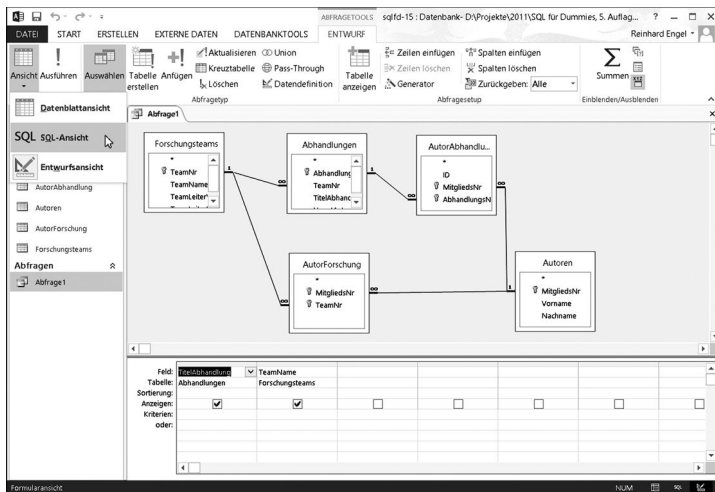 ABFRAGETOOLS sqlfd-15 : Datenbank- D:\Projekte\2011\SQL für Dummies, 5. Auflag...
DATEI START ERSTELLEN EXTERNE DATEN DATENBANKTOOLS ENTWURF Reinhard Engel
Ansicht Ausführen Auswählen Tabelle erstellen Anfügen
Aktualisieren Union
Kreuztabelle Pass-Through
Löschen Datendefinition
Abfragetyp
Tabelle anzeigen
Zeilen einfügen Spalten einfügen
Zeilen löschen Spalten löschen
Generator Zurückgeben: Alle
Abfragesetup
Summen
Einblenden/Ausblenden
Datenblattansicht
SQL SQL-Ansicht
Entwurfsansicht
AutorAbhandlung
Autoren
AutorForschung
Forschungsteams
Abfragen
Abfrage1
Abfrage1
Forschungsteams
*
TeamNr
TeamName
1
Abhandlungen
*
Abhandlung
TeamNr
TitelAbhanc
∞
1
AutorAbhandlu...
*
ID
MitgliedsNr
AbhandlungsN
∞
∞
AutorForschung
*
MitgliedsNr
TeamNr
∞
∞
Autoren
*
MitgliedsNr
Vorname
Nachname
1
Feld: TitelAbhandlung TeamName
Tabelle: Abhandlungen Forschungsteams
Sortierung:
Anzeigen:
Kriterien:
oder:
Formularansicht NUM SQL